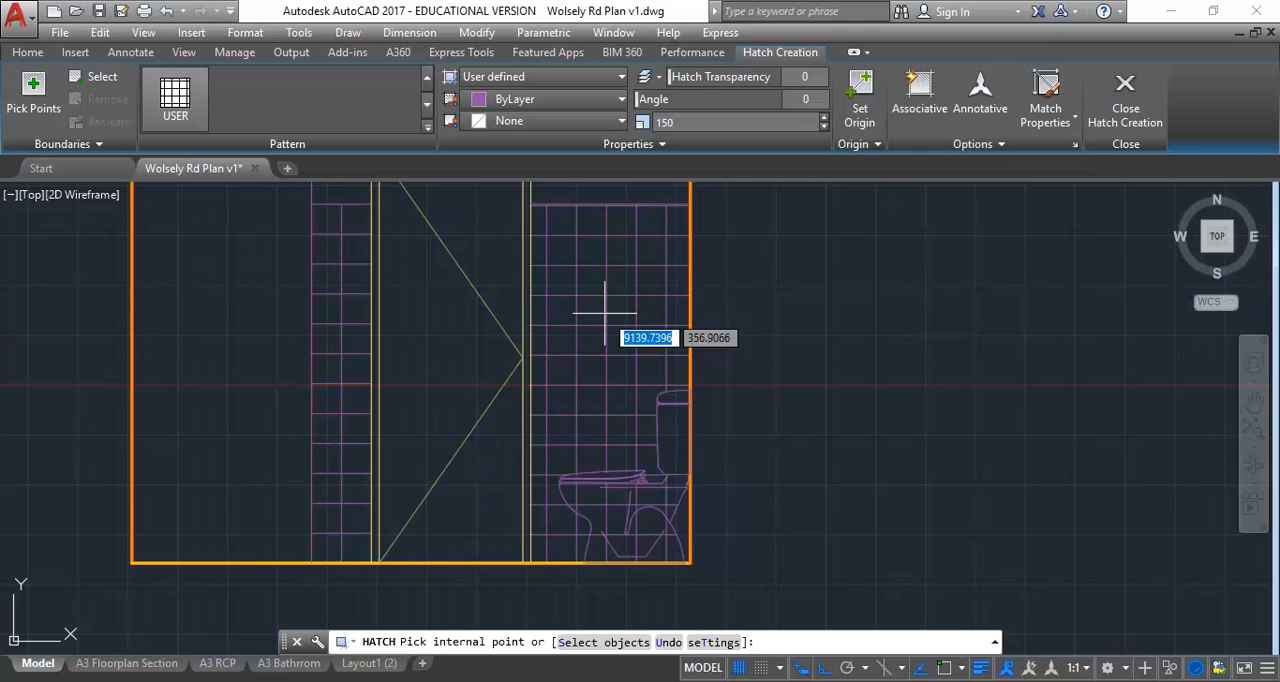 Autodesk AutoCAD 2017 - EDUCATIONAL VERSION Wolsely Rd Plan v1.dwg Type a keyword or phrase Sign In
File Edit View Insert Format Tools Draw Dimension Modify Parametric Window Help Express
Home Insert Annotate View Manage Output Add-ins A360 Express Tools Featured Apps BIM 360 Performance Hatch Creation
Pick Points
Select
Remove
Recreate
Boundaries
USER
Pattern
User defined
ByLayer
None
Hatch Transparency 0
Angle 0
150
Properties
Set
Origin
Origin
Associative
Annotative
Match
Properties
Options
Close
Hatch Creation
Close
Start Wolsely Rd Plan v1*
[−][Top][2D Wireframe]
N
W TOP E
S
WCS
9139.7396 356.9066
Y
X
HATCH Pick internal point or [Select objects Undo seTtings]:
Model A3 Floorplan Section A3 RCP A3 Bathrom Layout1 (2)
MODEL 1:1